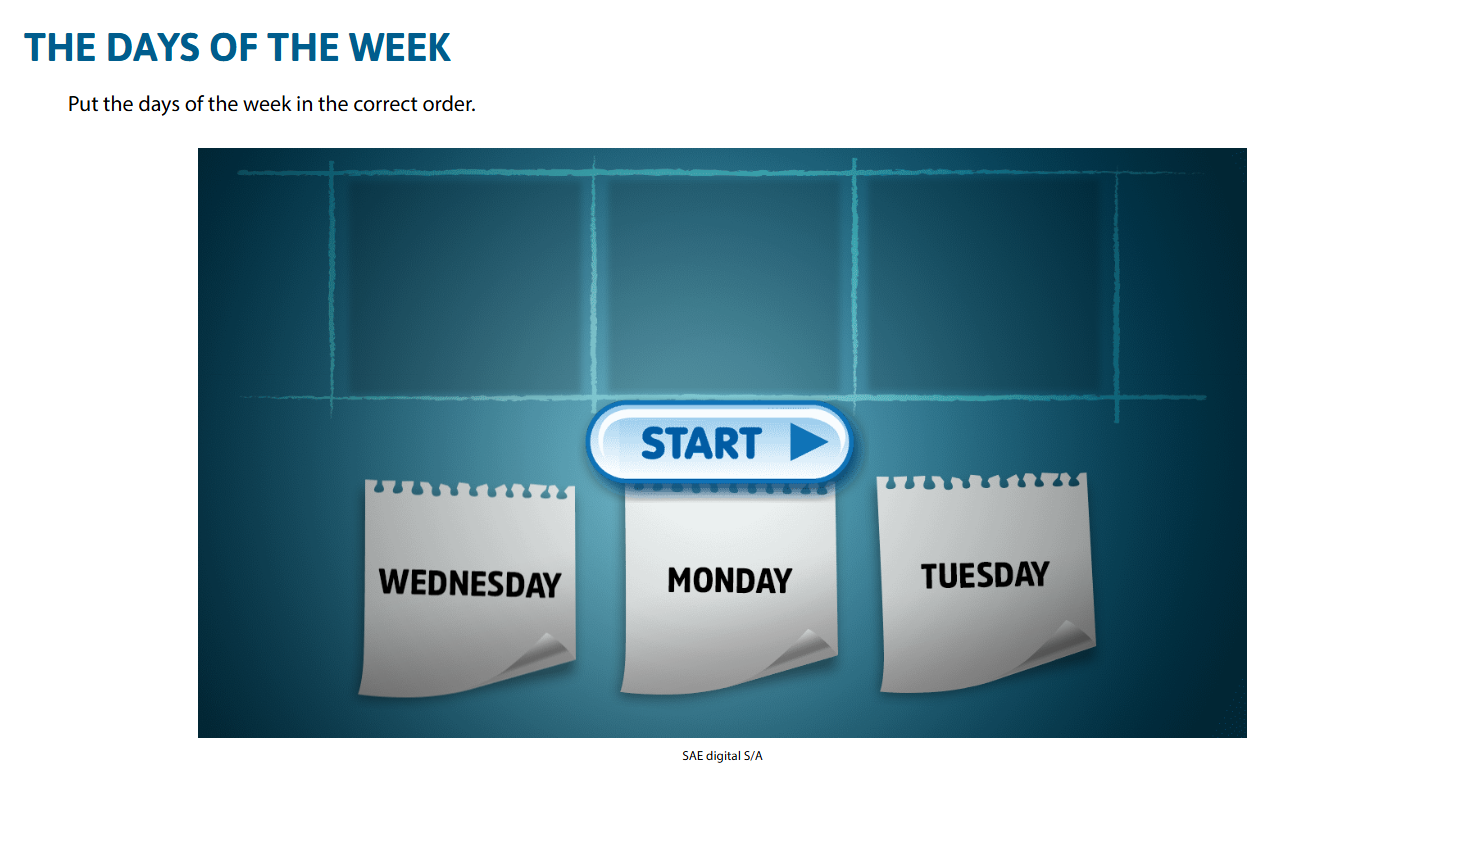 THE DAYS OF THE WEEK
Put the days of the week in the correct order.
START
WEDNESDAY
MONDAY
TUESDAY
SAE digital S/A